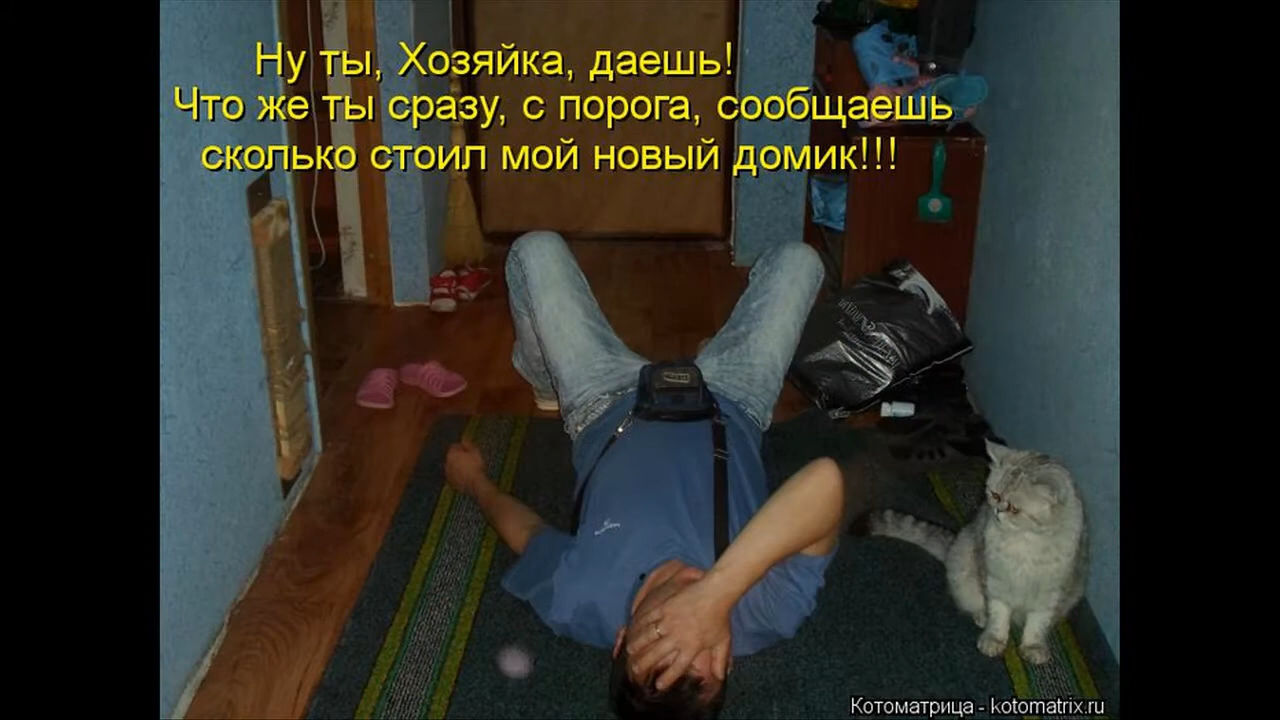 Ну ты, Хозяйка, даешь!
Что же ты сразу, с порога, сообщаешь
сколько стоил мой новый домик!!!
Котоматрица - kotomatrix.ru